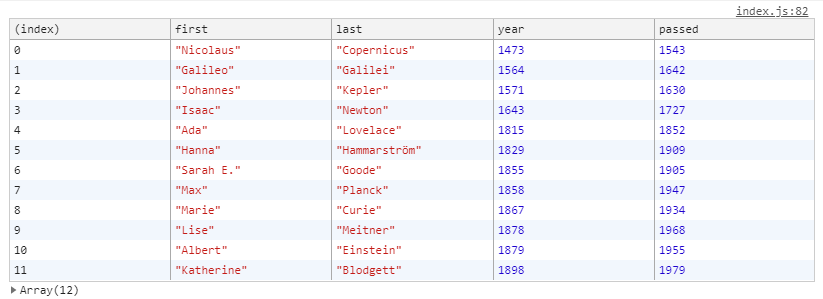 index.js:82
(index) first last year passed
0 "Nicolaus" "Copernicus" 1473 1543
1 "Galileo" "Galilei" 1564 1642
2 "Johannes" "Kepler" 1571 1630
3 "Isaac" "Newton" 1643 1727
4 "Ada" "Lovelace" 1815 1852
5 "Hanna" "Hammarström" 1829 1909
6 "Sarah E." "Goode" 1855 1905
7 "Max" "Planck" 1858 1947
8 "Marie" "Curie" 1867 1934
9 "Lise" "Meitner" 1878 1968
10 "Albert" "Einstein" 1879 1955
11 "Katherine" "Blodgett" 1898 1979
Array(12)